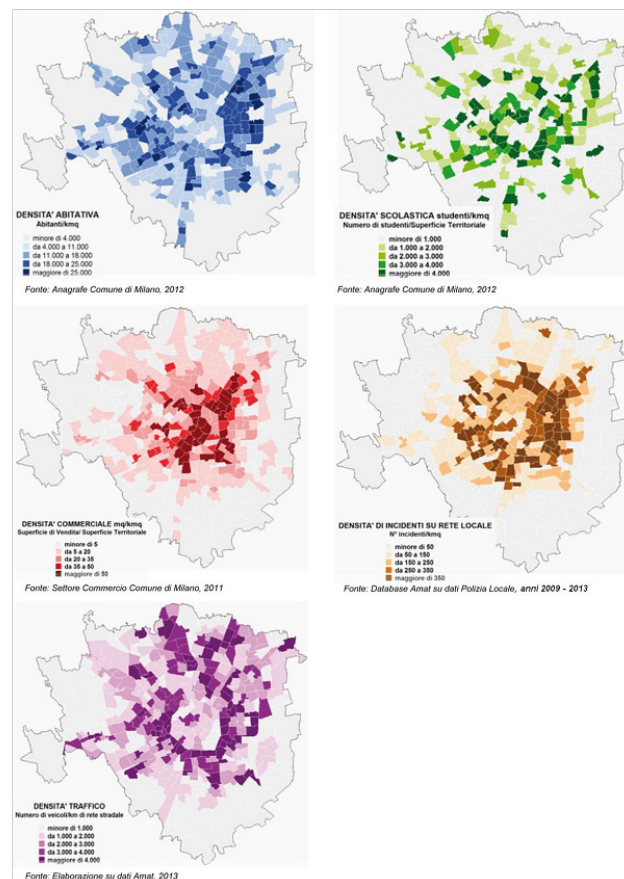 DENSITA' ABITATIVA
Abitanti/kmq
minore di 4.000
da 4.000 a 11.000
da 11.000 a 18.000
da 18.000 a 25.000
maggiore di 25.000
Fonte: Anagrafe Comune di Milano, 2012
DENSITA' SCOLASTICA studenti/kmq
Numero di studenti/Superficie Territoriale
minore di 1.000
da 1.000 a 2.000
da 2.000 a 3.000
da 3.000 a 4.000
maggiore di 4.000
Fonte: Anagrafe Comune di Milano, 2012
DENSITA' COMMERCIALE mq/kmq
Superficie di Vendita/ Superficie Territoriale
minore di 5
da 5 a 20
da 20 a 35
da 35 a 50
maggiore di 50
Fonte: Settore Commercio Comune di Milano, 2011
DENSITA' DI INCIDENTI SU RETE LOCALE
N° incidenti/kmq
minore di 50
da 50 a 150
da 150 a 250
da 250 a 350
maggiore di 350
Fonte: Database Amat su dati Polizia Locale, anni 2009 - 2013
DENSITA' TRAFFICO
Numero di veicoli/km di rete stradale
minore di 1.000
da 1.000 a 2.000
da 2.000 a 3.000
da 3.000 a 4.000
maggiore di 4.000
Fonte: Elaborazione su dati Amat, 2013